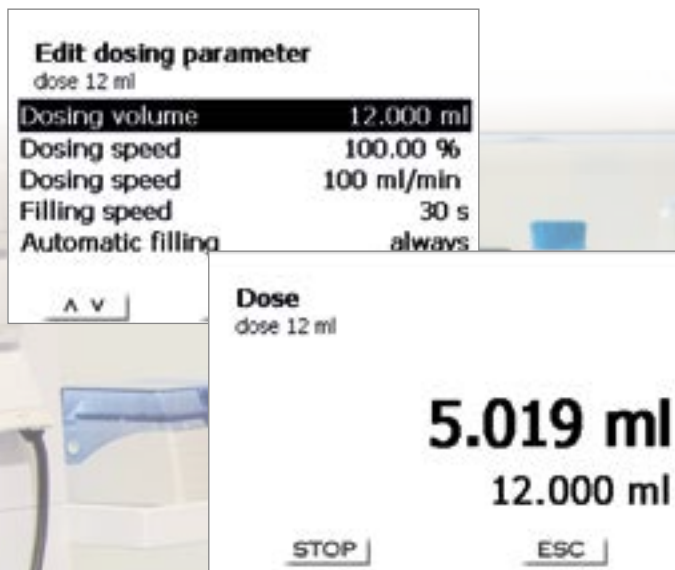 Edit dosing parameter
dose 12 ml
Dosing volume 12.000 ml
Dosing speed 100.00 %
Dosing speed 100 ml/min
Filling speed 30 s
Automatic filling always
∧ ∨
Dose
dose 12 ml
5.019 ml
12.000 ml
STOP ESC